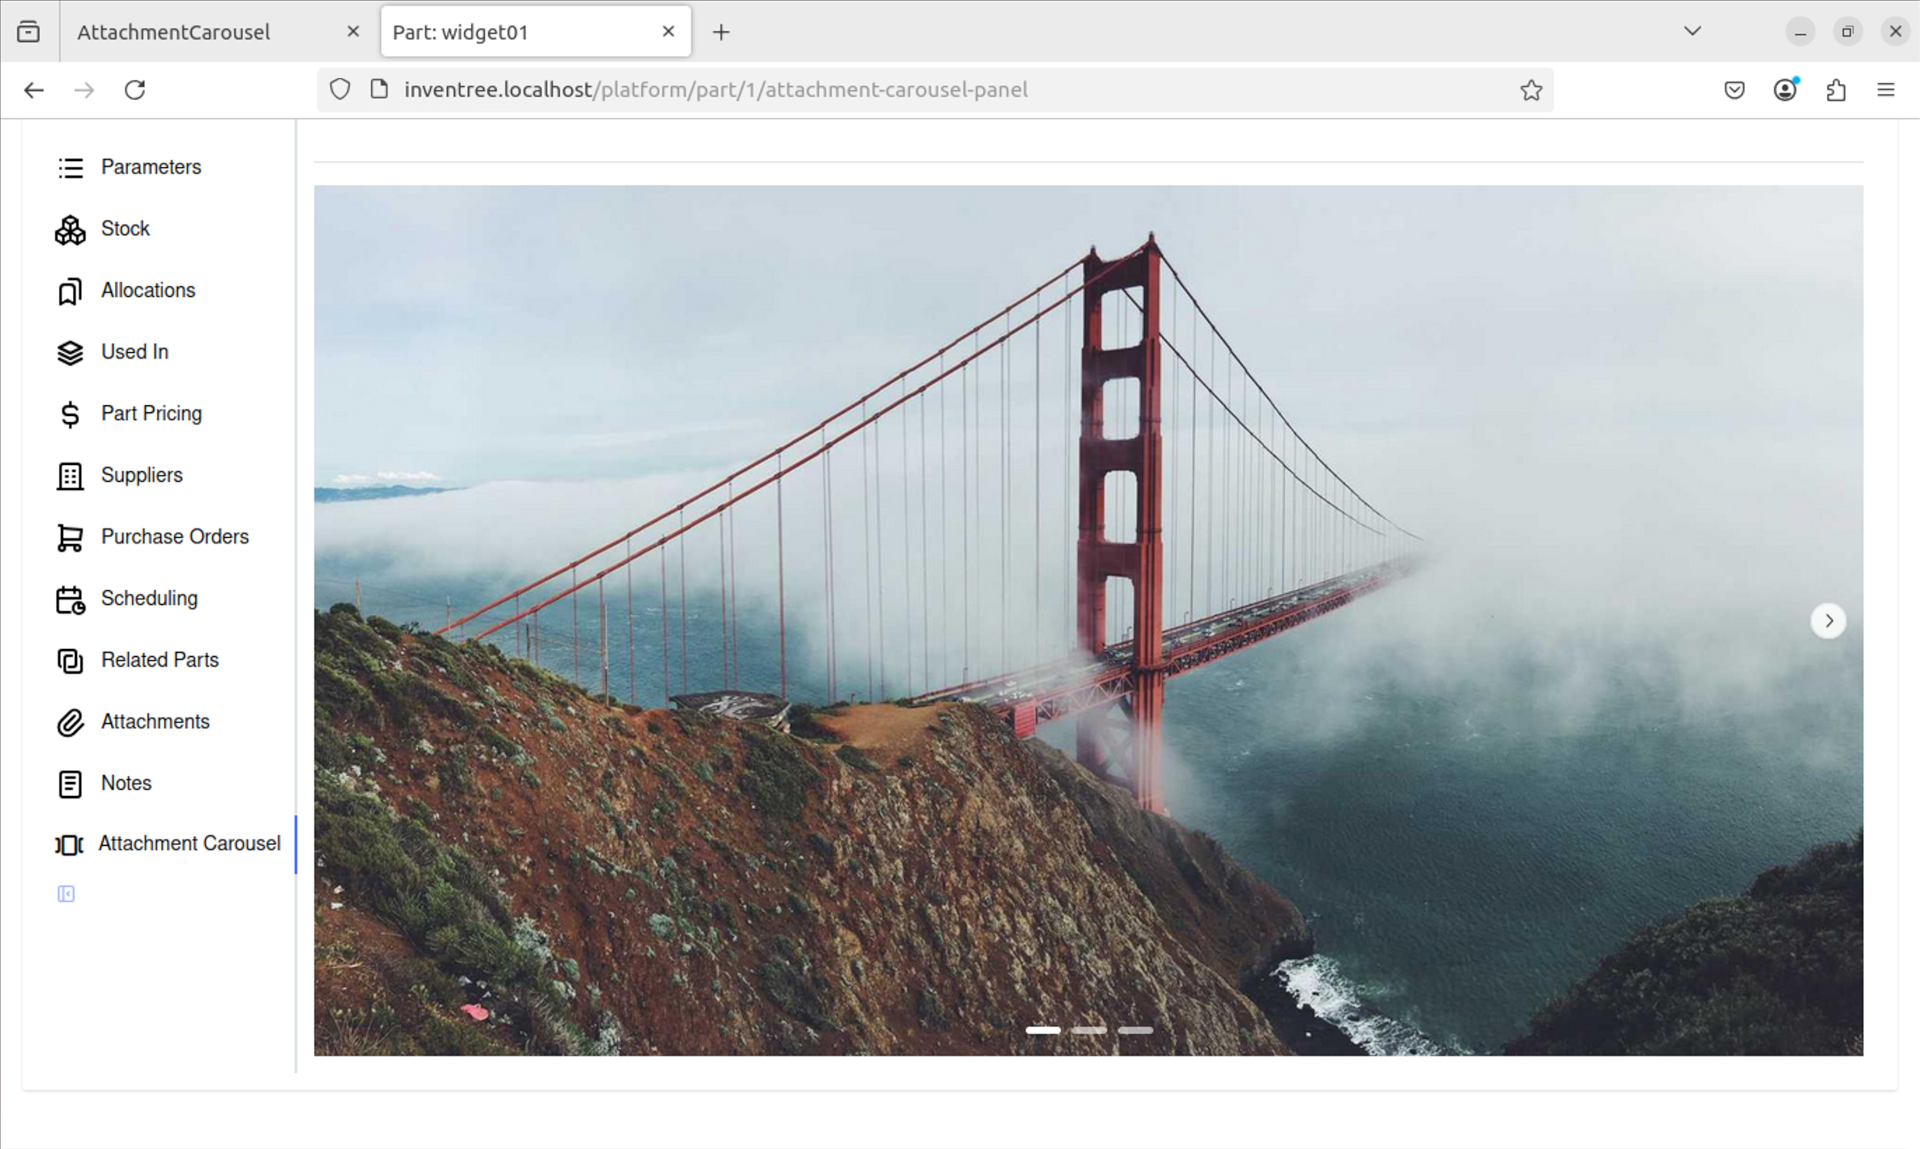 AttachmentCarousel
Part: widget01
inventree.localhost/platform/part/1/attachment-carousel-panel
Parameters
Stock
Allocations
Used In
Part Pricing
Suppliers
Purchase Orders
Scheduling
Related Parts
Attachments
Notes
Attachment Carousel